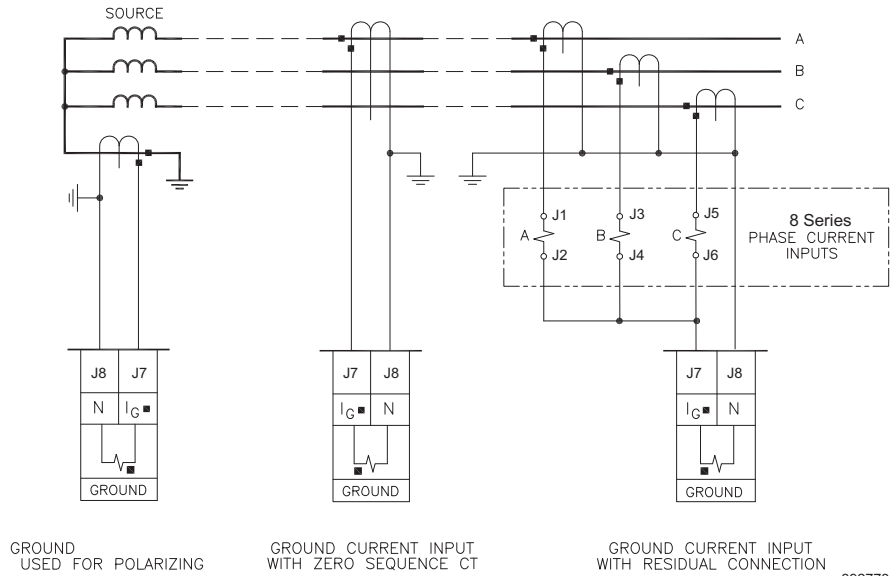 SOURCE
A
B
C
J1
J3
J5
8 Series
PHASE CURRENT
INPUTS
A
B
C
J2
J4
J6
J8 J7
N IG
GROUND
J7 J8
IG N
GROUND
J7 J8
IG N
GROUND
GROUND
USED FOR POLARIZING
GROUND CURRENT INPUT
WITH ZERO SEQUENCE CT
GROUND CURRENT INPUT
WITH RESIDUAL CONNECTION